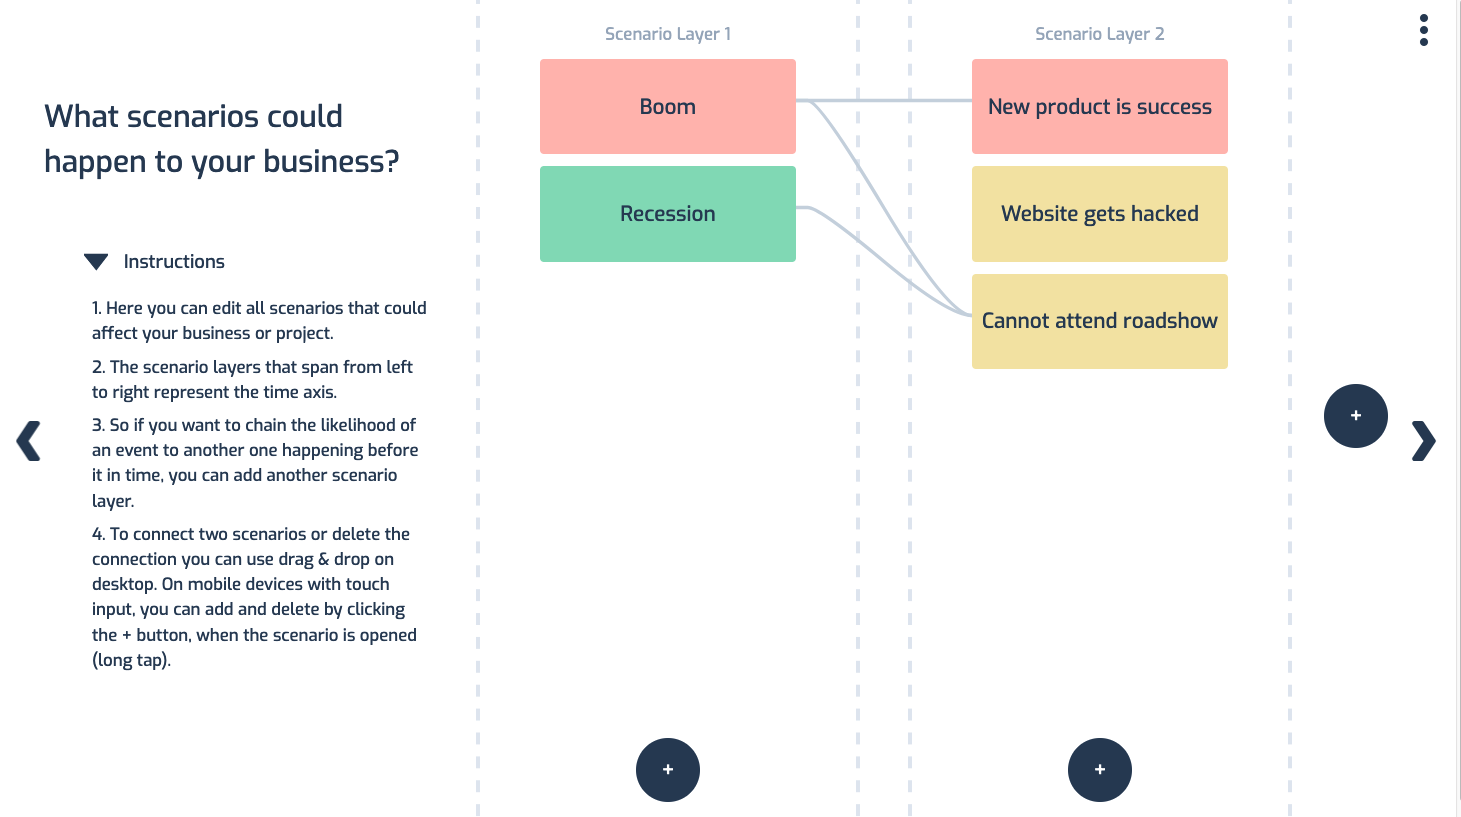 What scenarios could
happen to your business?
Instructions
1. Here you can edit all scenarios that could
affect your business or project.
2. The scenario layers that span from left
to right represent the time axis.
3. So if you want to chain the likelihood of
an event to another one happening before
it in time, you can add another scenario
layer.
4. To connect two scenarios or delete the
connection you can use drag & drop on
desktop. On mobile devices with touch
input, you can add and delete by clicking
the + button, when the scenario is opened
(long tap).
Scenario Layer 1
Boom
Recession
+
Scenario Layer 2
New product is success
Website gets hacked
Cannot attend roadshow
+
+